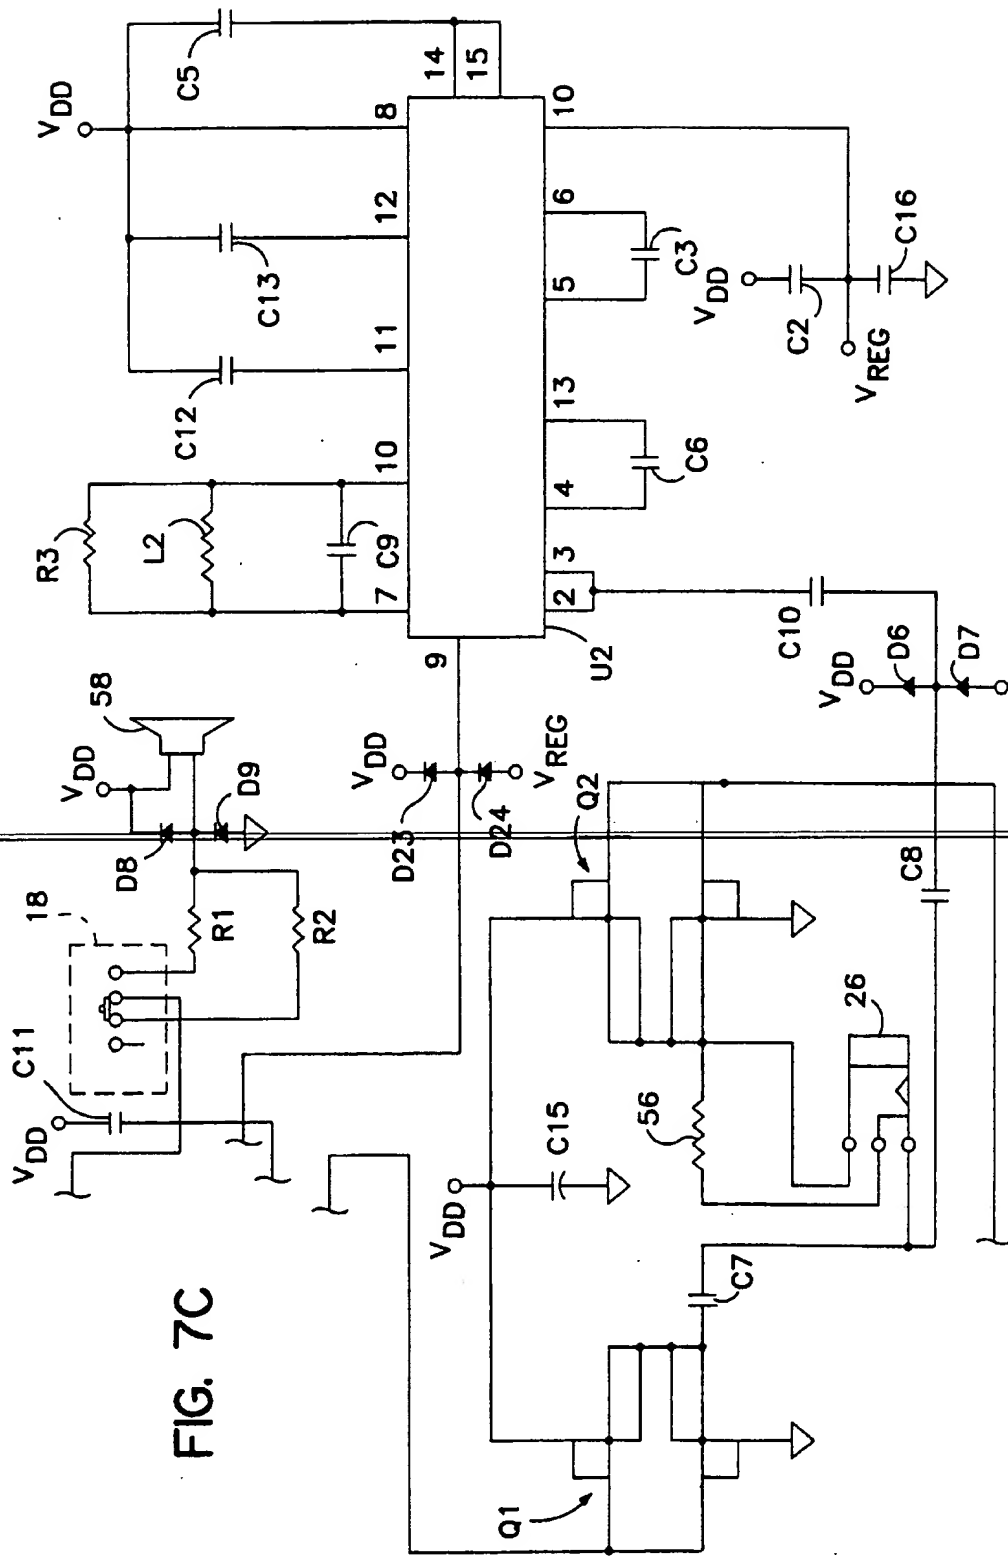 FIG. 7C
VDD
C11
18
R1
R2
D8
D9
VDD
58
R3
L2
C9
C12
C13
VDD
C5
7
10
11
12
8
14
15
9
U2
2
3
4
13
5
6
10
C6
C3
VDD
C2
C16
VREG
C10
VDD
D6
D7
VDD
D23
D24
VREG
Q2
VDD
C15
56
26
C8
C7
Q1